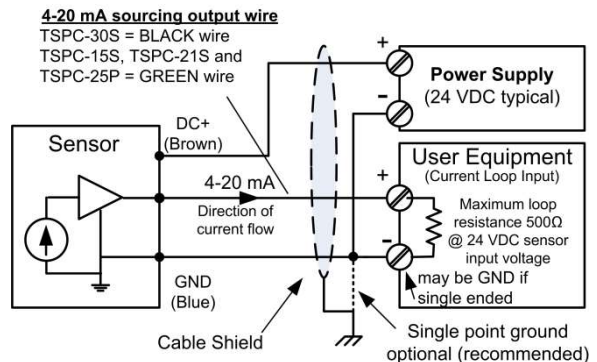 4-20 mA sourcing output wire
TSPC-30S = BLACK wire
TSPC-15S, TSPC-21S and
TSPC-25P = GREEN wire
+
Power Supply
(24 VDC typical)
-
DC+
(Brown)
Sensor
User Equipment
(Current Loop Input)
+
4-20 mA
Direction of
current flow
Maximum loop
resistance 500Ω
@ 24 VDC sensor
input voltage
-
may be GND if
single ended
GND
(Blue)
Cable Shield
Single point ground
optional (recommended)